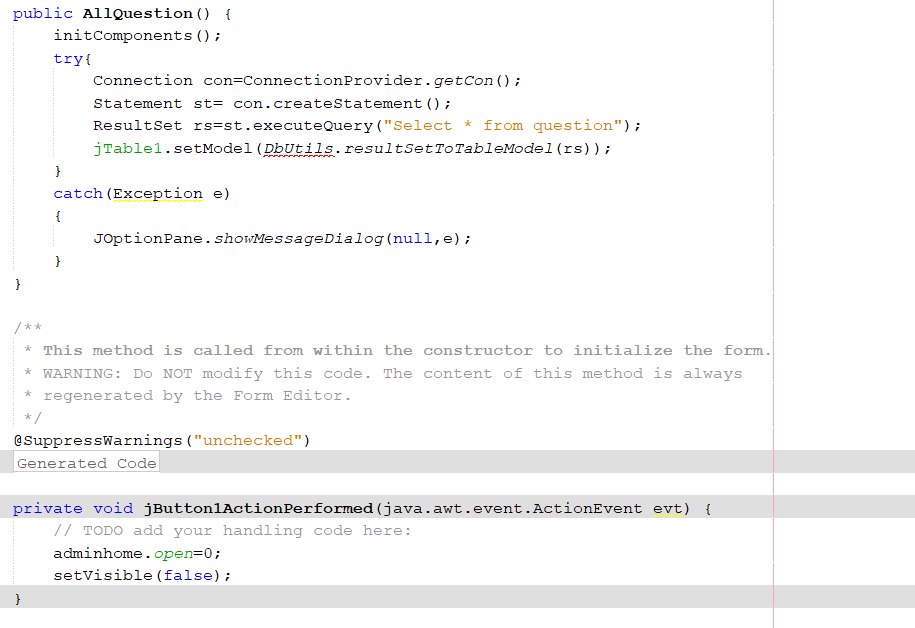 public AllQuestion() {
    initComponents();
    try{
        Connection con=ConnectionProvider.getCon();
        Statement st= con.createStatement();
        ResultSet rs=st.executeQuery("Select * from question");
        jTable1.setModel(DbUtils.resultSetToTableModel(rs));
    }
    catch(Exception e)
    {
        JOptionPane.showMessageDialog(null,e);
    }
}
/**
 * This method is called from within the constructor to initialize the form.
 * WARNING: Do NOT modify this code. The content of this method is always
 * regenerated by the Form Editor.
 */
@SuppressWarnings("unchecked")
Generated Code
private void jButton1ActionPerformed(java.awt.event.ActionEvent evt) {
    // TODO add your handling code here:
    adminhome.open=0;
    setVisible(false);
}